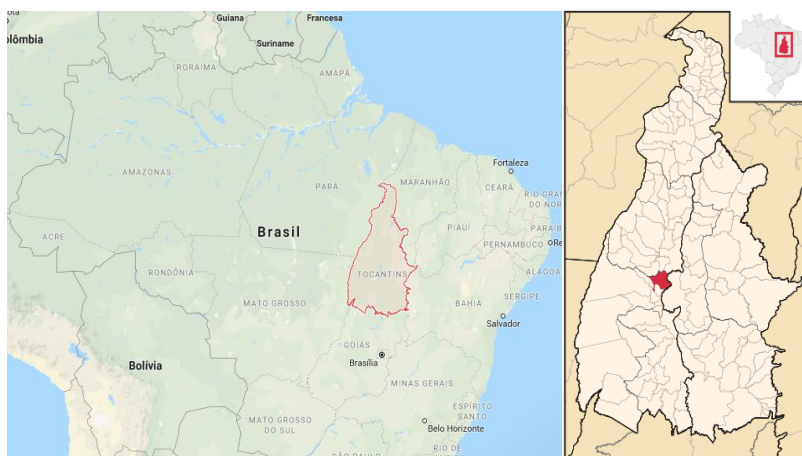 Guiana
Francesa
olômbia
Suriname
RORAIMA
AMAPÁ
AMAZONAS
PARÁ
MARANHÃO
Fortaleza
CEARÁ
RIO GRAN
DO NOR
Brasil
PIAUÍ
PARAÍB
PERNAMBUCO
Re
ACRE
TOCANTINS
ALAGOA
RONDÔNIA
SERGIPE
MATO GROSSO
BAHIA
Salvador
GOIÁS
Brasília
Bolívia
MINAS GERAIS
MATO GROSSO
DO SUL
ESPÍRITO
SANTO
Belo Horizonte